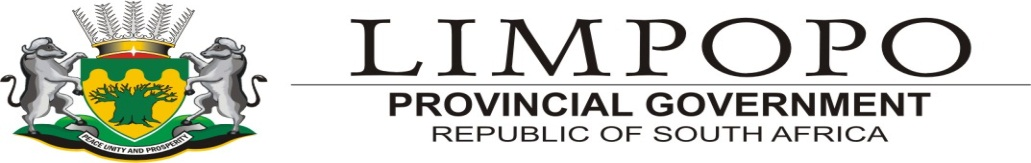 LIMPOPO
PROVINCIAL GOVERNMENT
REPUBLIC OF SOUTH AFRICA
PEACE UNITY AND PROSPERITY